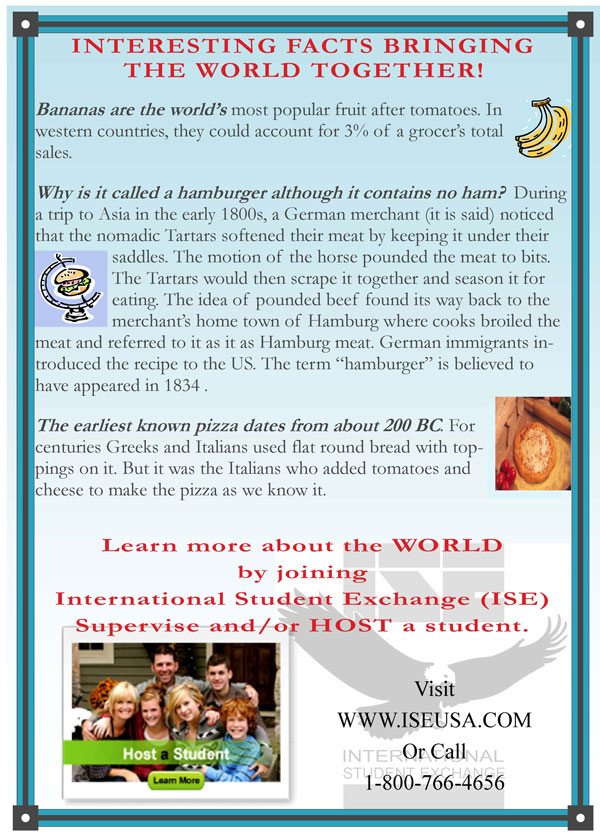 INTERESTING FACTS BRINGING
THE WORLD TOGETHER!
Bananas are the world's most popular fruit after tomatoes. In
western countries, they could account for 3% of a grocer's total
sales.
Why is it called a hamburger although it contains no ham? During
a trip to Asia in the early 1800s, a German merchant (it is said) noticed
that the nomadic Tartars softened their meat by keeping it under their
saddles. The motion of the horse pounded the meat to bits.
The Tartars would then scrape it together and season it for
eating. The idea of pounded beef found its way back to the
merchant's home town of Hamburg where cooks broiled the
meat and referred to it as it as Hamburg meat. German immigrants in-
troduced the recipe to the US. The term “hamburger” is believed to
have appeared in 1834 .
The earliest known pizza dates from about 200 BC. For
centuries Greeks and Italians used flat round bread with top-
pings on it. But it was the Italians who added tomatoes and
cheese to make the pizza as we know it.
Learn more about the WORLD
by joining
International Student Exchange (ISE)
Supervise and/or HOST a student.
ISE
Host a Student
Learn More
Visit
WWW.ISEUSA.COM
Or Call
1-800-766-4656
INTERNATIONAL
STUDENT EXCHANGE